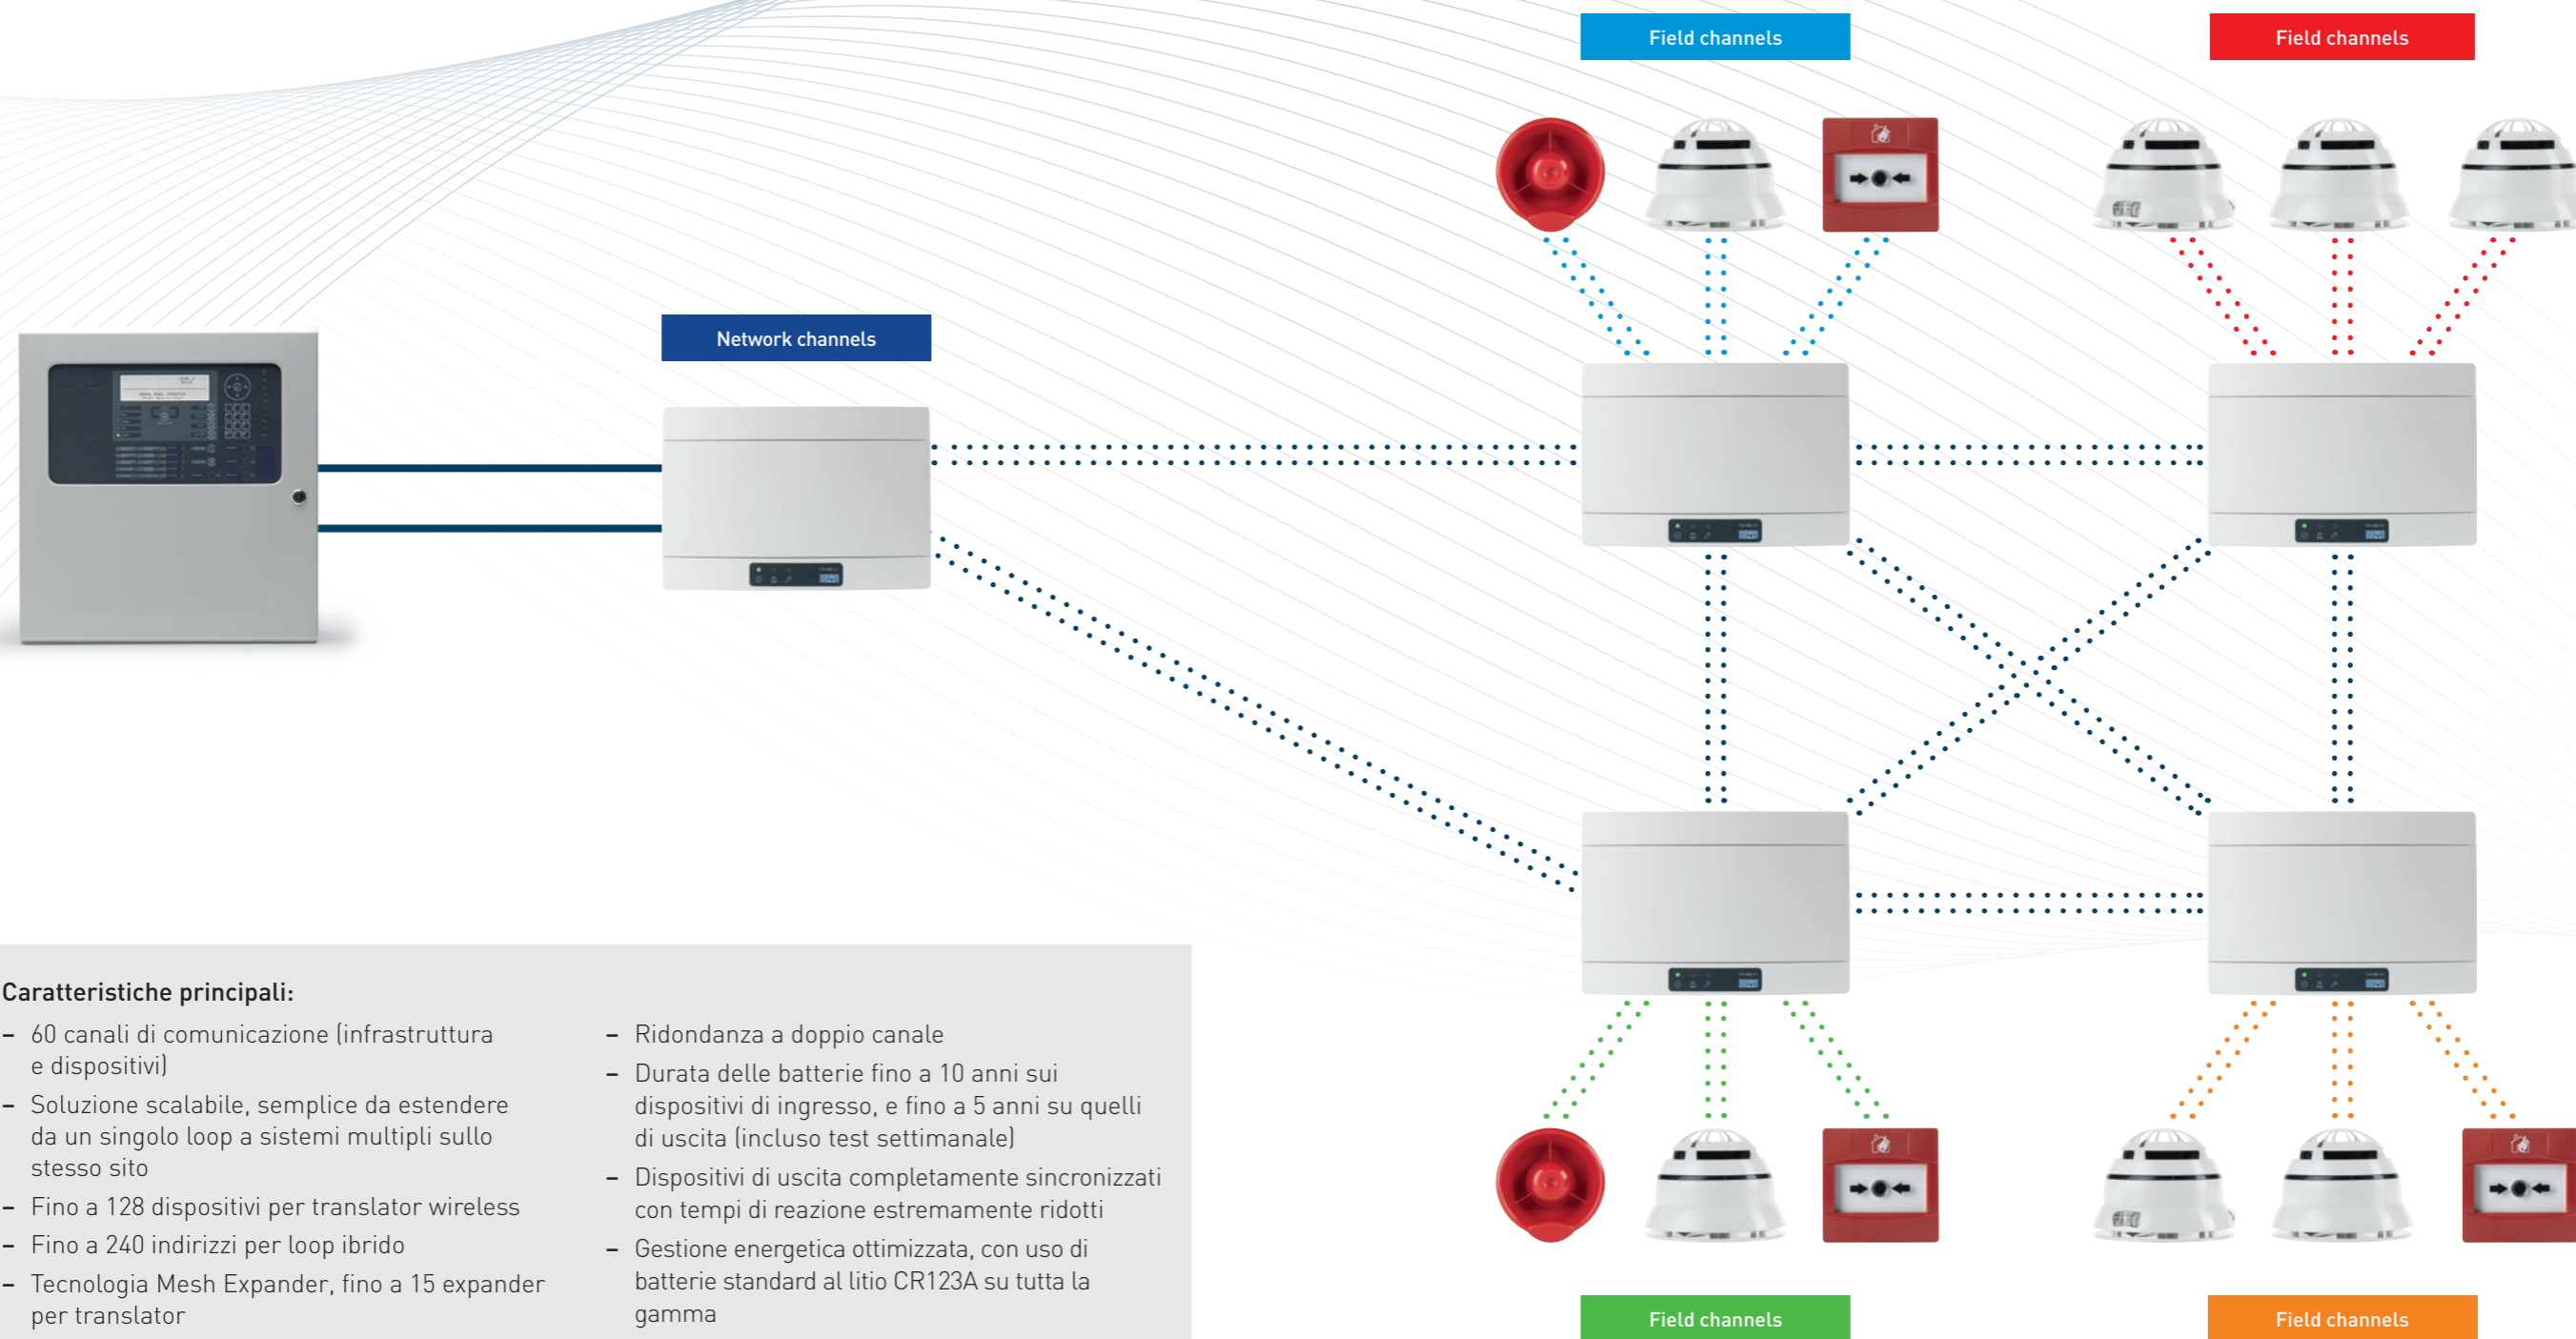 Field channels
Field channels
Network channels
Caratteristiche principali:
– 60 canali di comunicazione (infrastruttura
e dispositivi)
– Soluzione scalabile, semplice da estendere
da un singolo loop a sistemi multipli sullo
stesso sito
– Fino a 128 dispositivi per translator wireless
– Fino a 240 indirizzi per loop ibrido
– Tecnologia Mesh Expander, fino a 15 expander
per translator
– Ridondanza a doppio canale
– Durata delle batterie fino a 10 anni sui
dispositivi di ingresso, e fino a 5 anni su quelli
di uscita (incluso test settimanale)
– Dispositivi di uscita completamente sincronizzati
con tempi di reazione estremamente ridotti
– Gestione energetica ottimizzata, con uso di
batterie standard al litio CR123A su tutta la
gamma
Field channels
Field channels